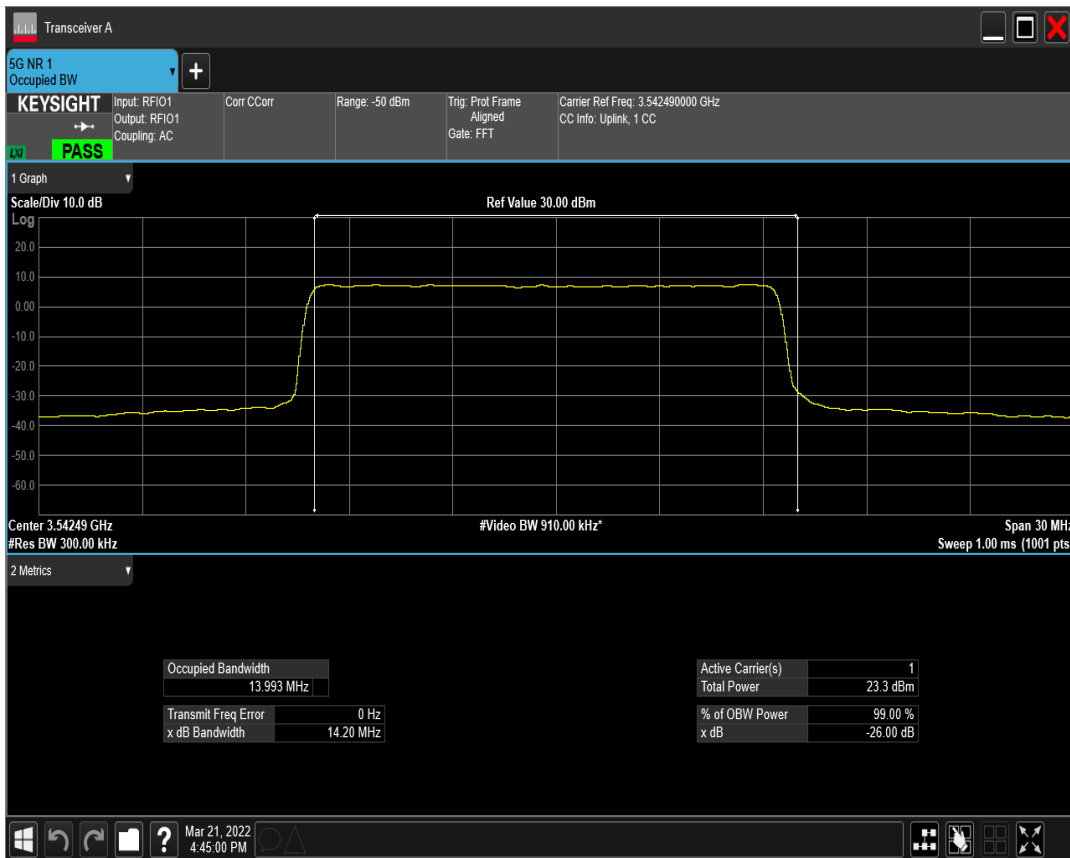 Transceiver A
5G NR 1
Occupied BW
KEYSIGHT
LXI
PASS
Input: RFIO1
Output: RFIO1
Coupling: AC
Corr CCorr
Range: -50 dBm
Trig: Prot Frame
Aligned
Gate: FFT
Carrier Ref Freq: 3.542490000 GHz
CC Info: Uplink, 1 CC
1 Graph
Scale/Div 10.0 dB
Ref Value 30.00 dBm
Log
20.0
10.0
0.00
-10.0
-20.0
-30.0
-40.0
-50.0
-60.0
Center 3.54249 GHz
#Video BW 910.00 kHz*
Span 30 MHz
#Res BW 300.00 kHz
Sweep 1.00 ms (1001 pts
2 Metrics
Occupied Bandwidth
13.993 MHz
Transmit Freq Error 0 Hz
x dB Bandwidth 14.20 MHz
Active Carrier(s) 1
Total Power 23.3 dBm
% of OBW Power 99.00 %
x dB -26.00 dB
?
Mar 21, 2022
4:45:00 PM